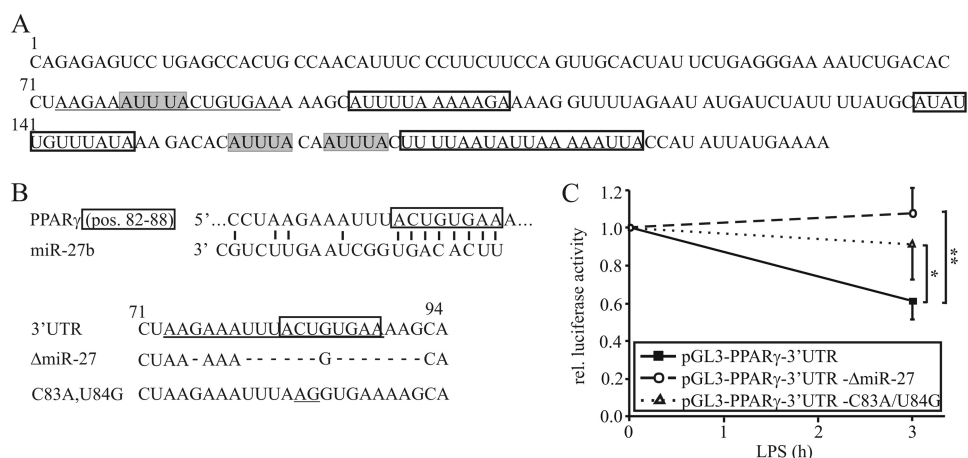 A
1
CAGAGAGUCC UGAGCCACUG CCAACAUUUC CCUUCUUCCA GUUGCACUAU UCUGAGGGAA AAUCUGACAC
71
CUAAGAAAUUU ACUGUGAAA AAGCAUUUUA AAAAGAAAAG GUUUUAGAAU AUGAUCUAUU UUAUGCAUAU
141
UGUUUAUAAA GACACAUUUA CAAUUUACUU UUAAUAUUAA AAAUUACCAU AUUAUGAAAA
B
PPARγ (pos. 82-88) 5'… CCUAAGAAAUUUACUGUGAAA…
miR-27b 3' CGUCUUGAAUCGGUGACACUU
71 94
3'UTR CUAAGAAAUUUACUGUGAAAAGCA
ΔmiR-27 CUAA-AAA------G------CA
C83A,U84G CUAAGAAAUUUAAGGUGAAAAGCA
C
rel. luciferase activity
1.2
1.0
0.8
0.6
0.4
0.2
0.0
* **
pGL3-PPARγ-3'UTR
pGL3-PPARγ-3'UTR -ΔmiR-27
pGL3-PPARγ-3'UTR -C83A/U84G
0 1 2 3
LPS (h)